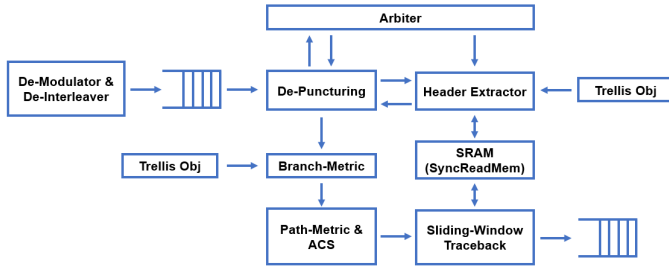 Arbiter
De-Modulator &
De-Interleaver
De-Puncturing
Header Extractor
Trellis Obj
Trellis Obj
Branch-Metric
SRAM
(SyncReadMem)
Path-Metric &
ACS
Sliding-Window
Traceback